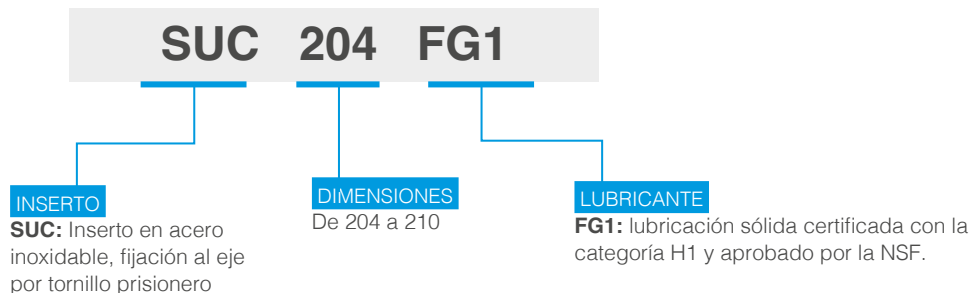 SUC 204 FG1
INSERTO
SUC: Inserto en acero
inoxidable, fijación al eje
por tornillo prisionero
DIMENSIONES
De 204 a 210
LUBRICANTE
FG1: lubricación sólida certificada con la
categoría H1 y aprobado por la NSF.